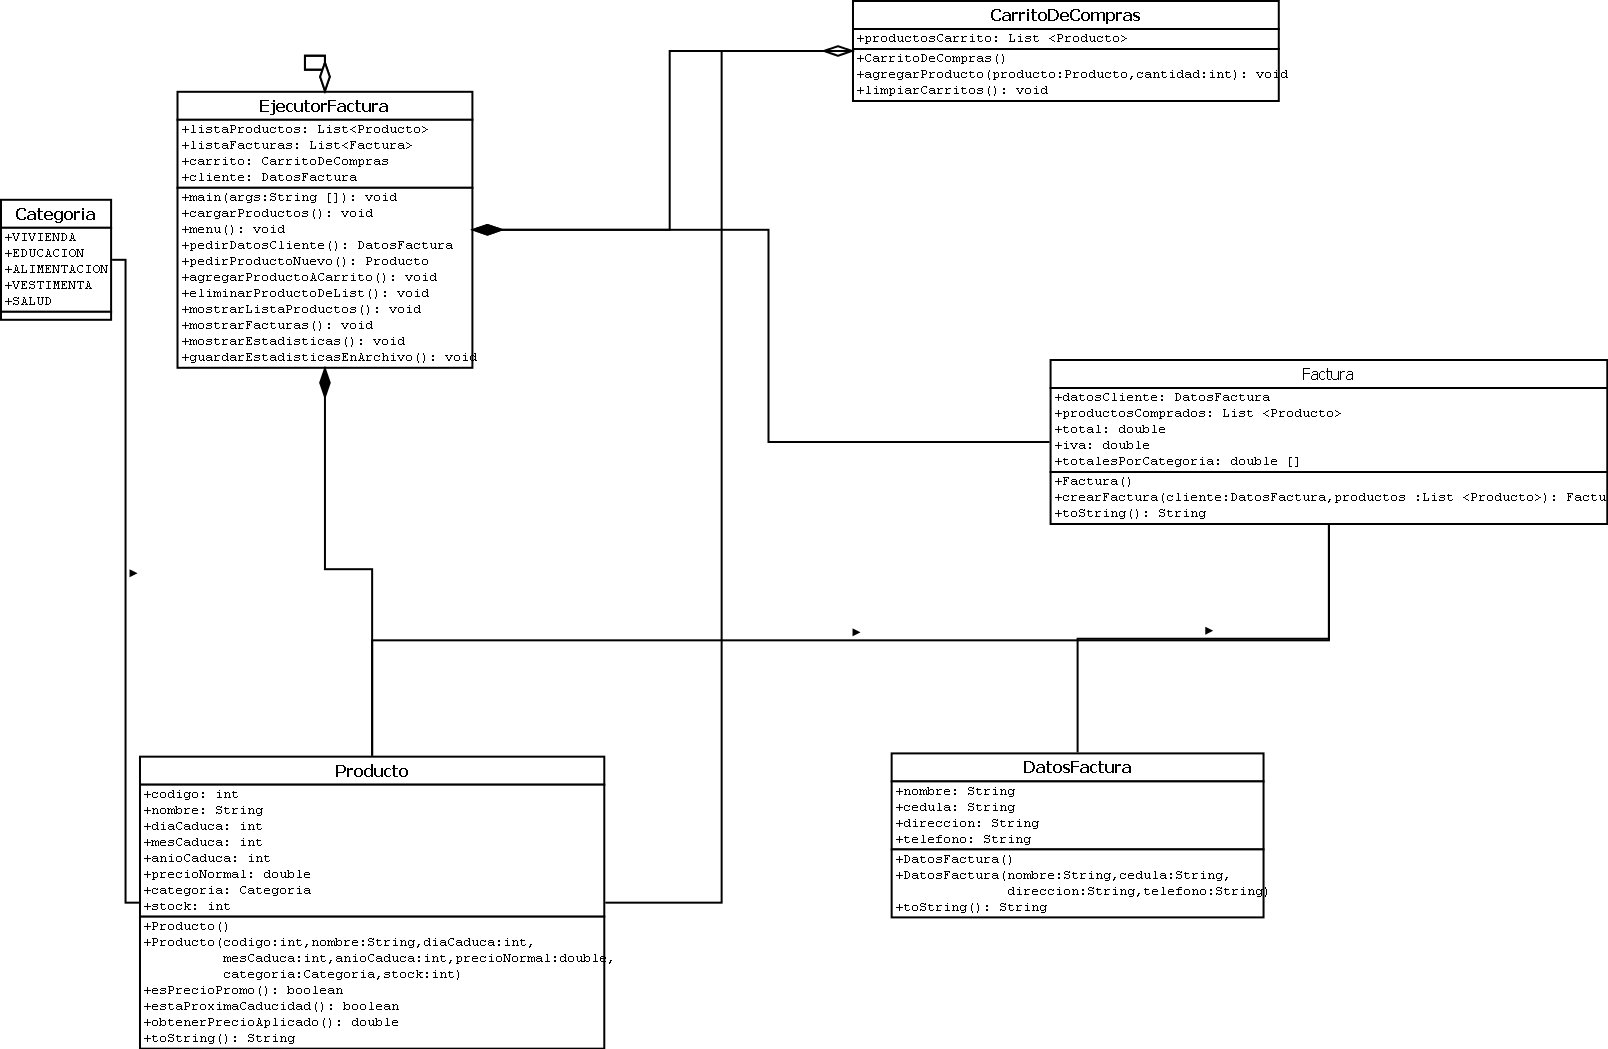 CarritoDeCompras
+productosCarrito: List <Producto>
+CarritoDeCompras()
+agregarProducto(producto:Producto,cantidad:int): void
+limpiarCarritos(): void
EjecutorFactura
+listaProductos: List<Producto>
+listaFacturas: List<Factura>
+carrito: CarritoDeCompras
+cliente: DatosFactura
+main(args:String []): void
+cargarProductos(): void
+menu(): void
+pedirDatosCliente(): DatosFactura
+pedirProductoNuevo(): Producto
+agregarProductoACarrito(): void
+eliminarProductoDeList(): void
+mostrarListaProductos(): void
+mostrarFacturas(): void
+mostrarEstadisticas(): void
+guardarEstadisticasEnArchivo(): void
Categoria
+VIVIENDA
+EDUCACION
+ALIMENTACION
+VESTIMENTA
+SALUD
Factura
+datosCliente: DatosFactura
+productosComprados: List <Producto>
+total: double
+iva: double
+totalesPorCategoria: double []
+Factura()
+crearFactura(cliente:DatosFactura,productos :List <Producto>): Factu
+toString(): String
Producto
+codigo: int
+nombre: String
+diaCaduca: int
+mesCaduca: int
+anioCaduca: int
+precioNormal: double
+categoria: Categoria
+stock: int
+Producto()
+Producto(codigo:int,nombre:String,diaCaduca:int,
mesCaduca:int,anioCaduca:int,precioNormal:double,
categoria:Categoria,stock:int)
+esPrecioPromo(): boolean
+estaProximaCaducidad(): boolean
+obtenerPrecioAplicado(): double
+toString(): String
DatosFactura
+nombre: String
+cedula: String
+direccion: String
+telefono: String
+DatosFactura()
+DatosFactura(nombre:String,cedula:String,
direccion:String,telefono:String)
+toString(): String